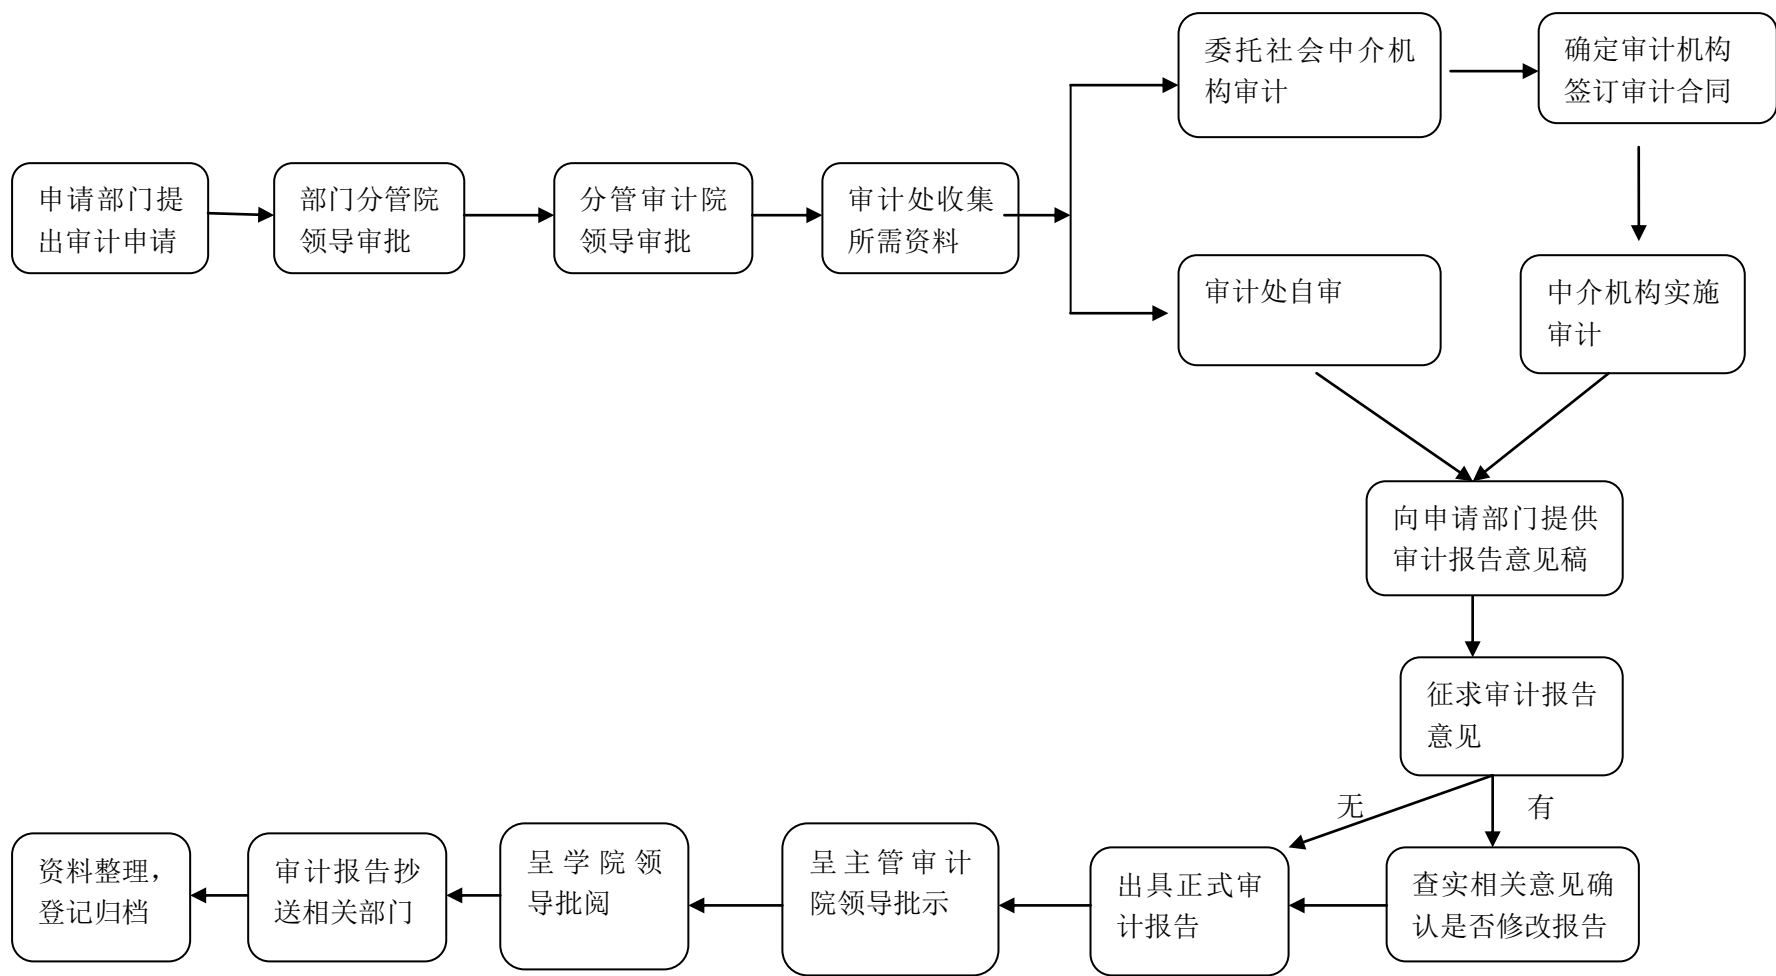 委托社会中介机
构审计
确定审计机构
签订审计合同
申请部门提
出审计申请
部门分管院
领导审批
分管审计院
领导审批
审计处收集
所需资料
审计处自审
中介机构实施
审计
向申请部门提供
审计报告意见稿
征求审计报告
意见
无
有
资料整理，
登记归档
审计报告抄
送相关部门
呈学院领
导批阅
呈主管审计
院领导批示
出具正式审
计报告
查实相关意见确
认是否修改报告